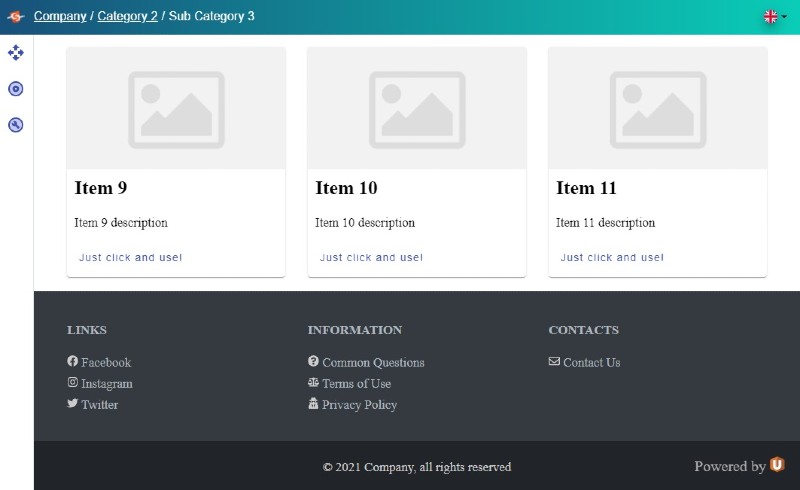 Company / Category 2 / Sub Category 3
Item 9
Item 9 description
Just click and use!
Item 10
Item 10 description
Just click and use!
Item 11
Item 11 description
Just click and use!
LINKS
Facebook
Instagram
Twitter
INFORMATION
Common Questions
Terms of Use
Privacy Policy
CONTACTS
Contact Us
© 2021 Company, all rights reserved
Powered by